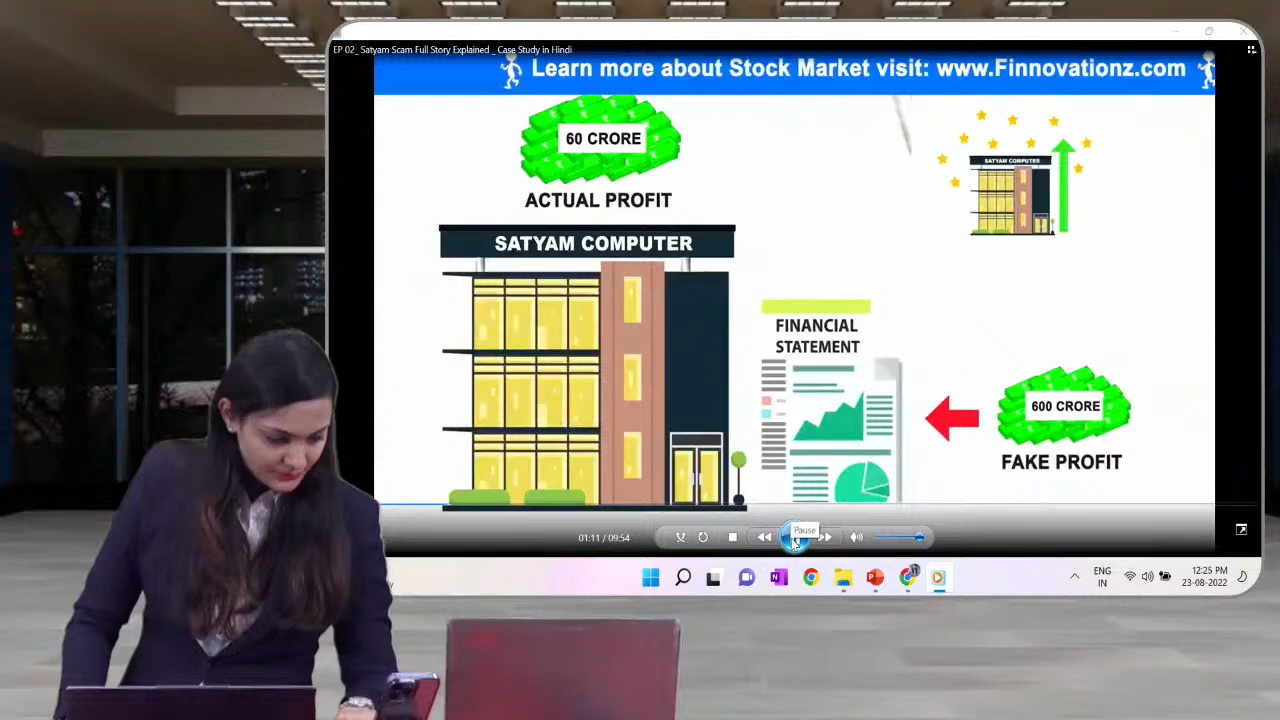 EP 02_ Satyam Scam Full Story Explained _ Case Study in Hindi
Learn more about Stock Market visit: www.Finnovationz.com
60 CRORE
ACTUAL PROFIT
SATYAM COMPUTER
SATYAM COMPUTER
FINANCIAL
STATEMENT
600 CRORE
FAKE PROFIT
01:11 / 09:54
Pause
ENG
IN
12:25 PM
23-08-2022